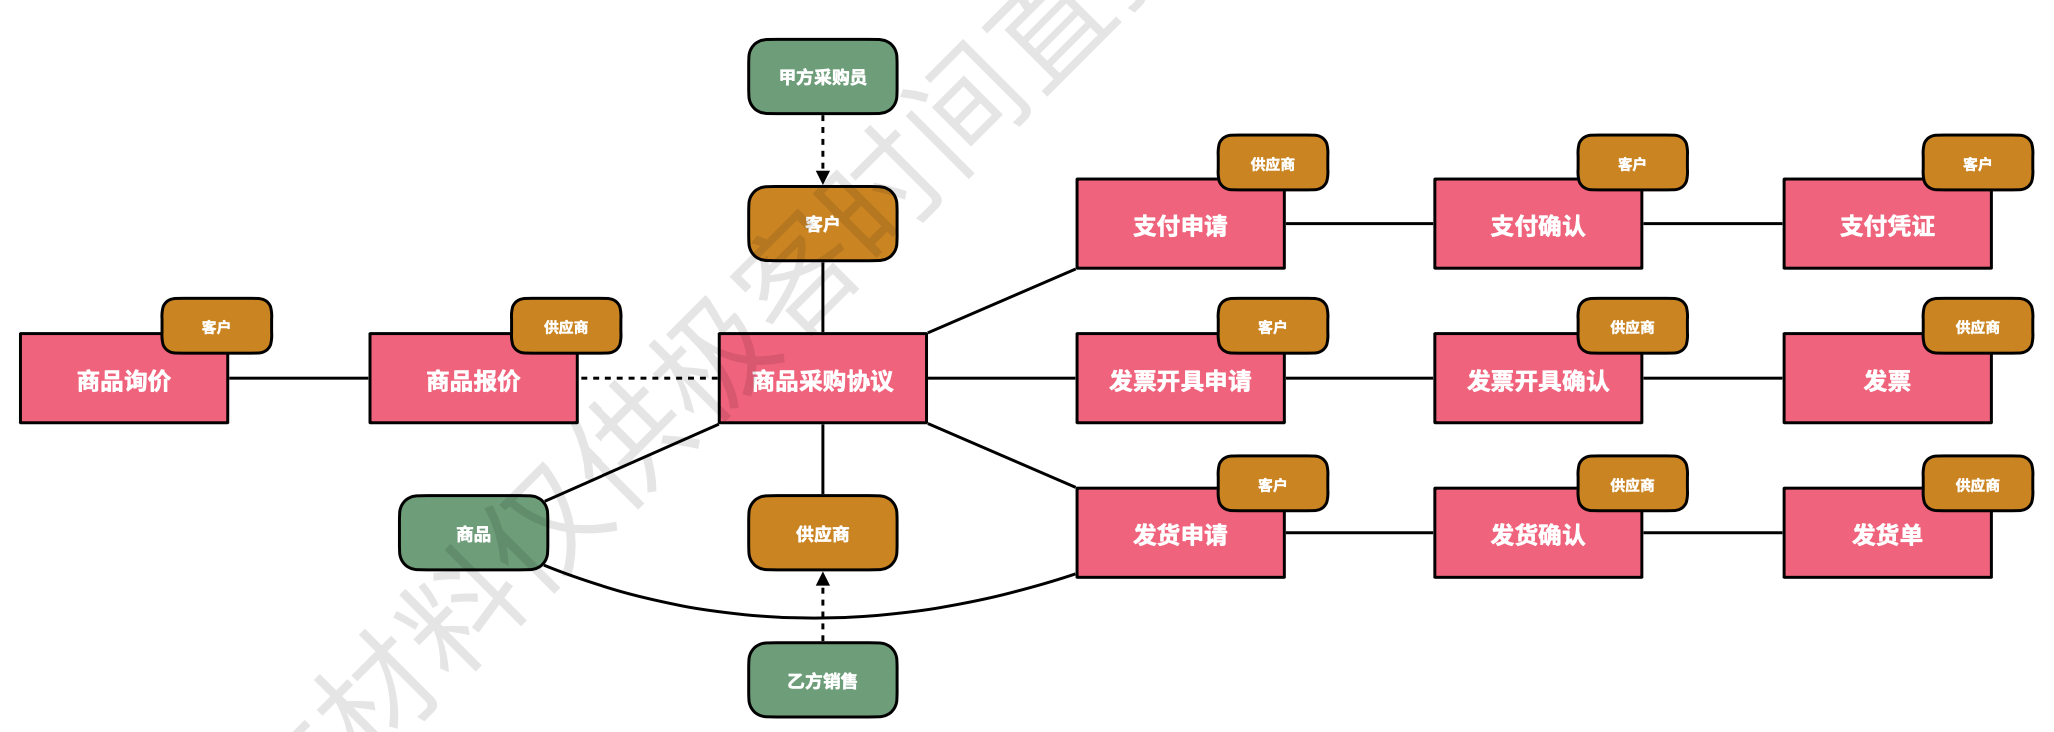 甲方采购员
客户
供应商
支付申请
客户
支付确认
客户
支付凭证
客户
商品询价
供应商
商品报价
商品采购协议
客户
发票开具申请
供应商
发票开具确认
供应商
发票
商品
供应商
客户
发货申请
供应商
发货确认
供应商
发货单
乙方销售
材料仅供极客时间直